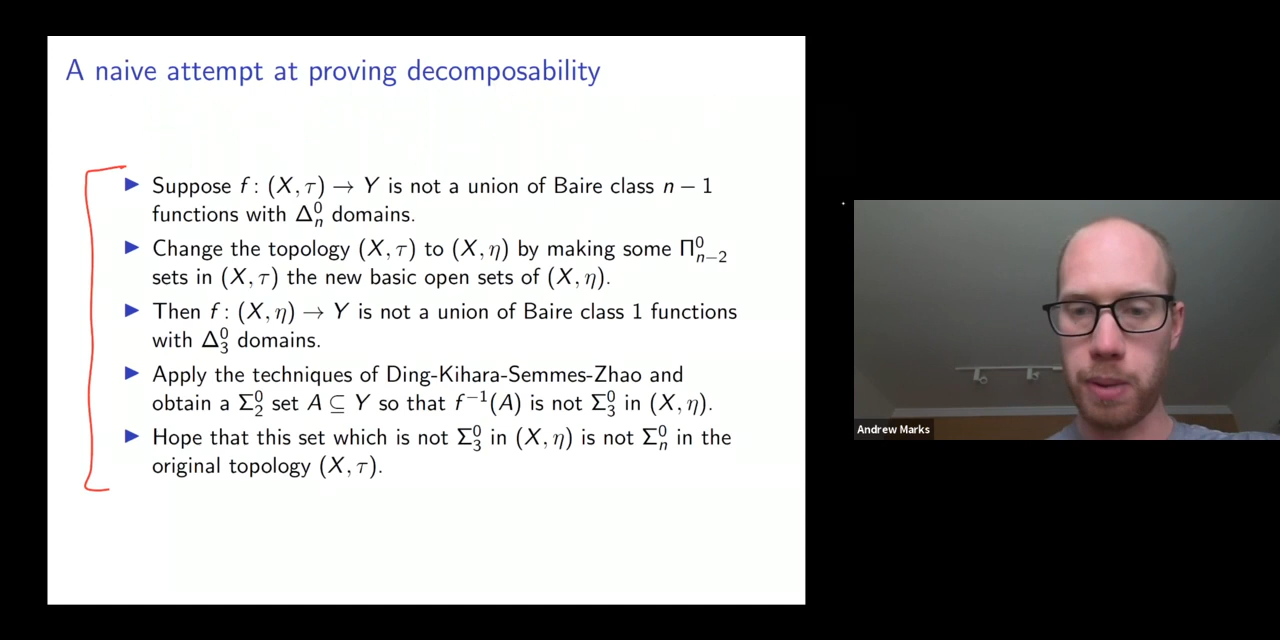 A naive attempt at proving decomposability
▶ Suppose f : (X, τ) → Y is not a union of Baire class n − 1
functions with Δ⁰ₙ domains.
▶ Change the topology (X, τ) to (X, η) by making some Π⁰ₙ₋₂
sets in (X, τ) the new basic open sets of (X, η).
▶ Then f : (X, η) → Y is not a union of Baire class 1 functions
with Δ⁰₃ domains.
▶ Apply the techniques of Ding-Kihara-Semmes-Zhao and
obtain a Σ⁰₂ set A ⊆ Y so that f⁻¹(A) is not Σ⁰₃ in (X, η).
▶ Hope that this set which is not Σ⁰₃ in (X, η) is not Σ⁰ₙ in the
original topology (X, τ).
Andrew Marks